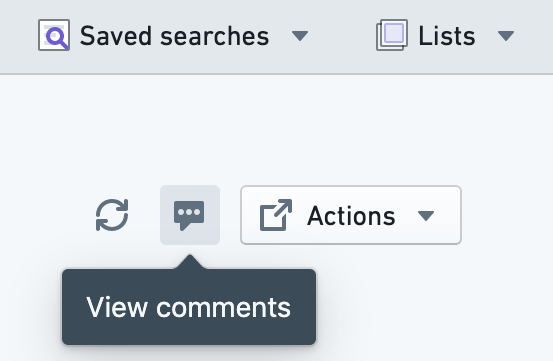 Saved searches
Lists
Actions
View comments